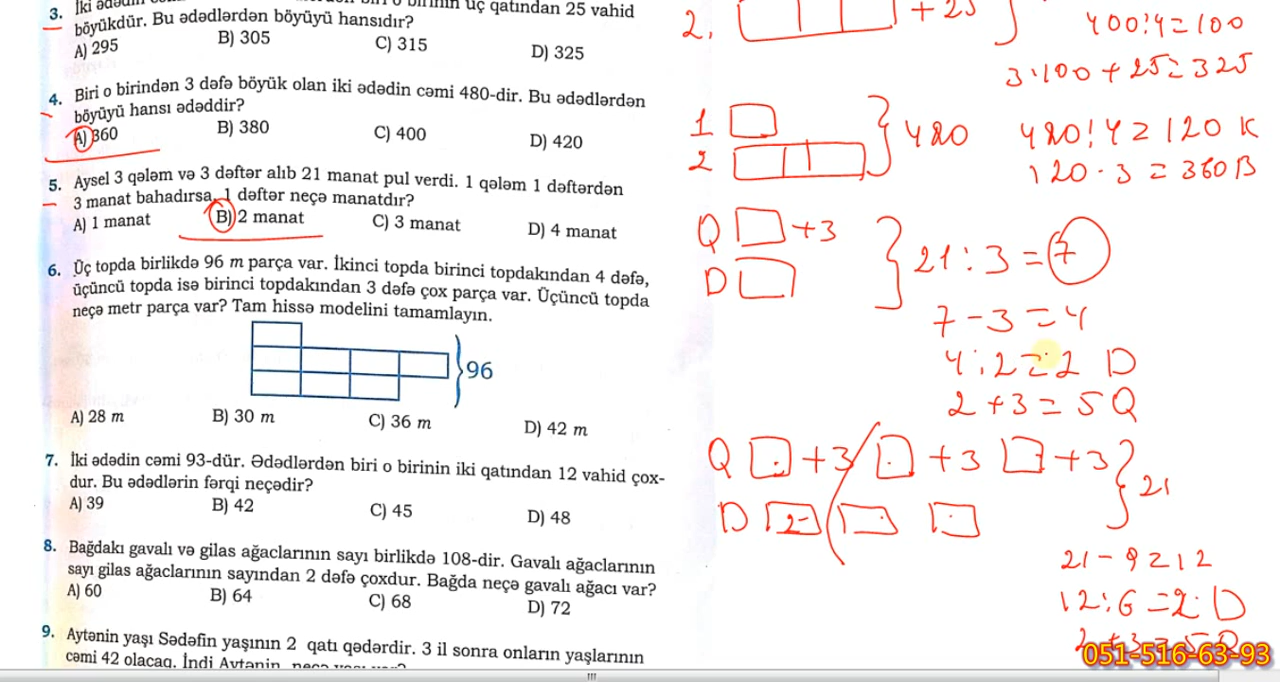 3. İki
böyükdür. Bu ədədlərdən böyüyü hansıdır?
üç qatından 25 vahid
A) 295 B) 305 C) 315 D) 325
4. Biri o birindən 3 dəfə böyük olan iki ədədin cəmi 480-dir. Bu ədədlərdən
böyüyü hansı ədəddir?
A) 360 B) 380 C) 400 D) 420
5. Aysel 3 qələm və 3 dəftər alıb 21 manat pul verdi. 1 qələm 1 dəftərdən
3 manat bahadırsa, 1 dəftər neçə manatdır?
A) 1 manat B) 2 manat C) 3 manat D) 4 manat
6. Üç topda birlikdə 96 m parça var. İkinci topda birinci topdakından 4 dəfə,
üçüncü topda isə birinci topdakından 3 dəfə çox parça var. Üçüncü topda
neçə metr parça var? Tam hissə modelini tamamlayın.
96
A) 28 m B) 30 m C) 36 m D) 42 m
7. İki ədədin cəmi 93-dür. Ədədlərdən biri o birinin iki qatından 12 vahid çox-
dur. Bu ədədlərin fərqi neçədir?
A) 39 B) 42 C) 45 D) 48
8. Bağdakı gavalı və gilas ağaclarının sayı birlikdə 108-dir. Gavalı ağaclarının
sayı gilas ağaclarının sayından 2 dəfə çoxdur. Bağda neçə gavalı ağacı var?
A) 60 B) 64 C) 68 D) 72
9. Aytənin yaşı Sədəfin yaşının 2 qatı qədərdir. 3 il sonra onların yaşlarının
cəmi 42 olacaq. İndi Aytənin
2. + 25
400:4=100
3·100+25=325
1
2
480
480:4=120 K
120·3=360 B
Q +3
D
21:3=7
7-3=4
4:2=2 D
2+3=5 Q
Q +3 +3 +3
D 2
21
21-9=12
12:6=2 D
2+3=5 Q
051-516-63-93